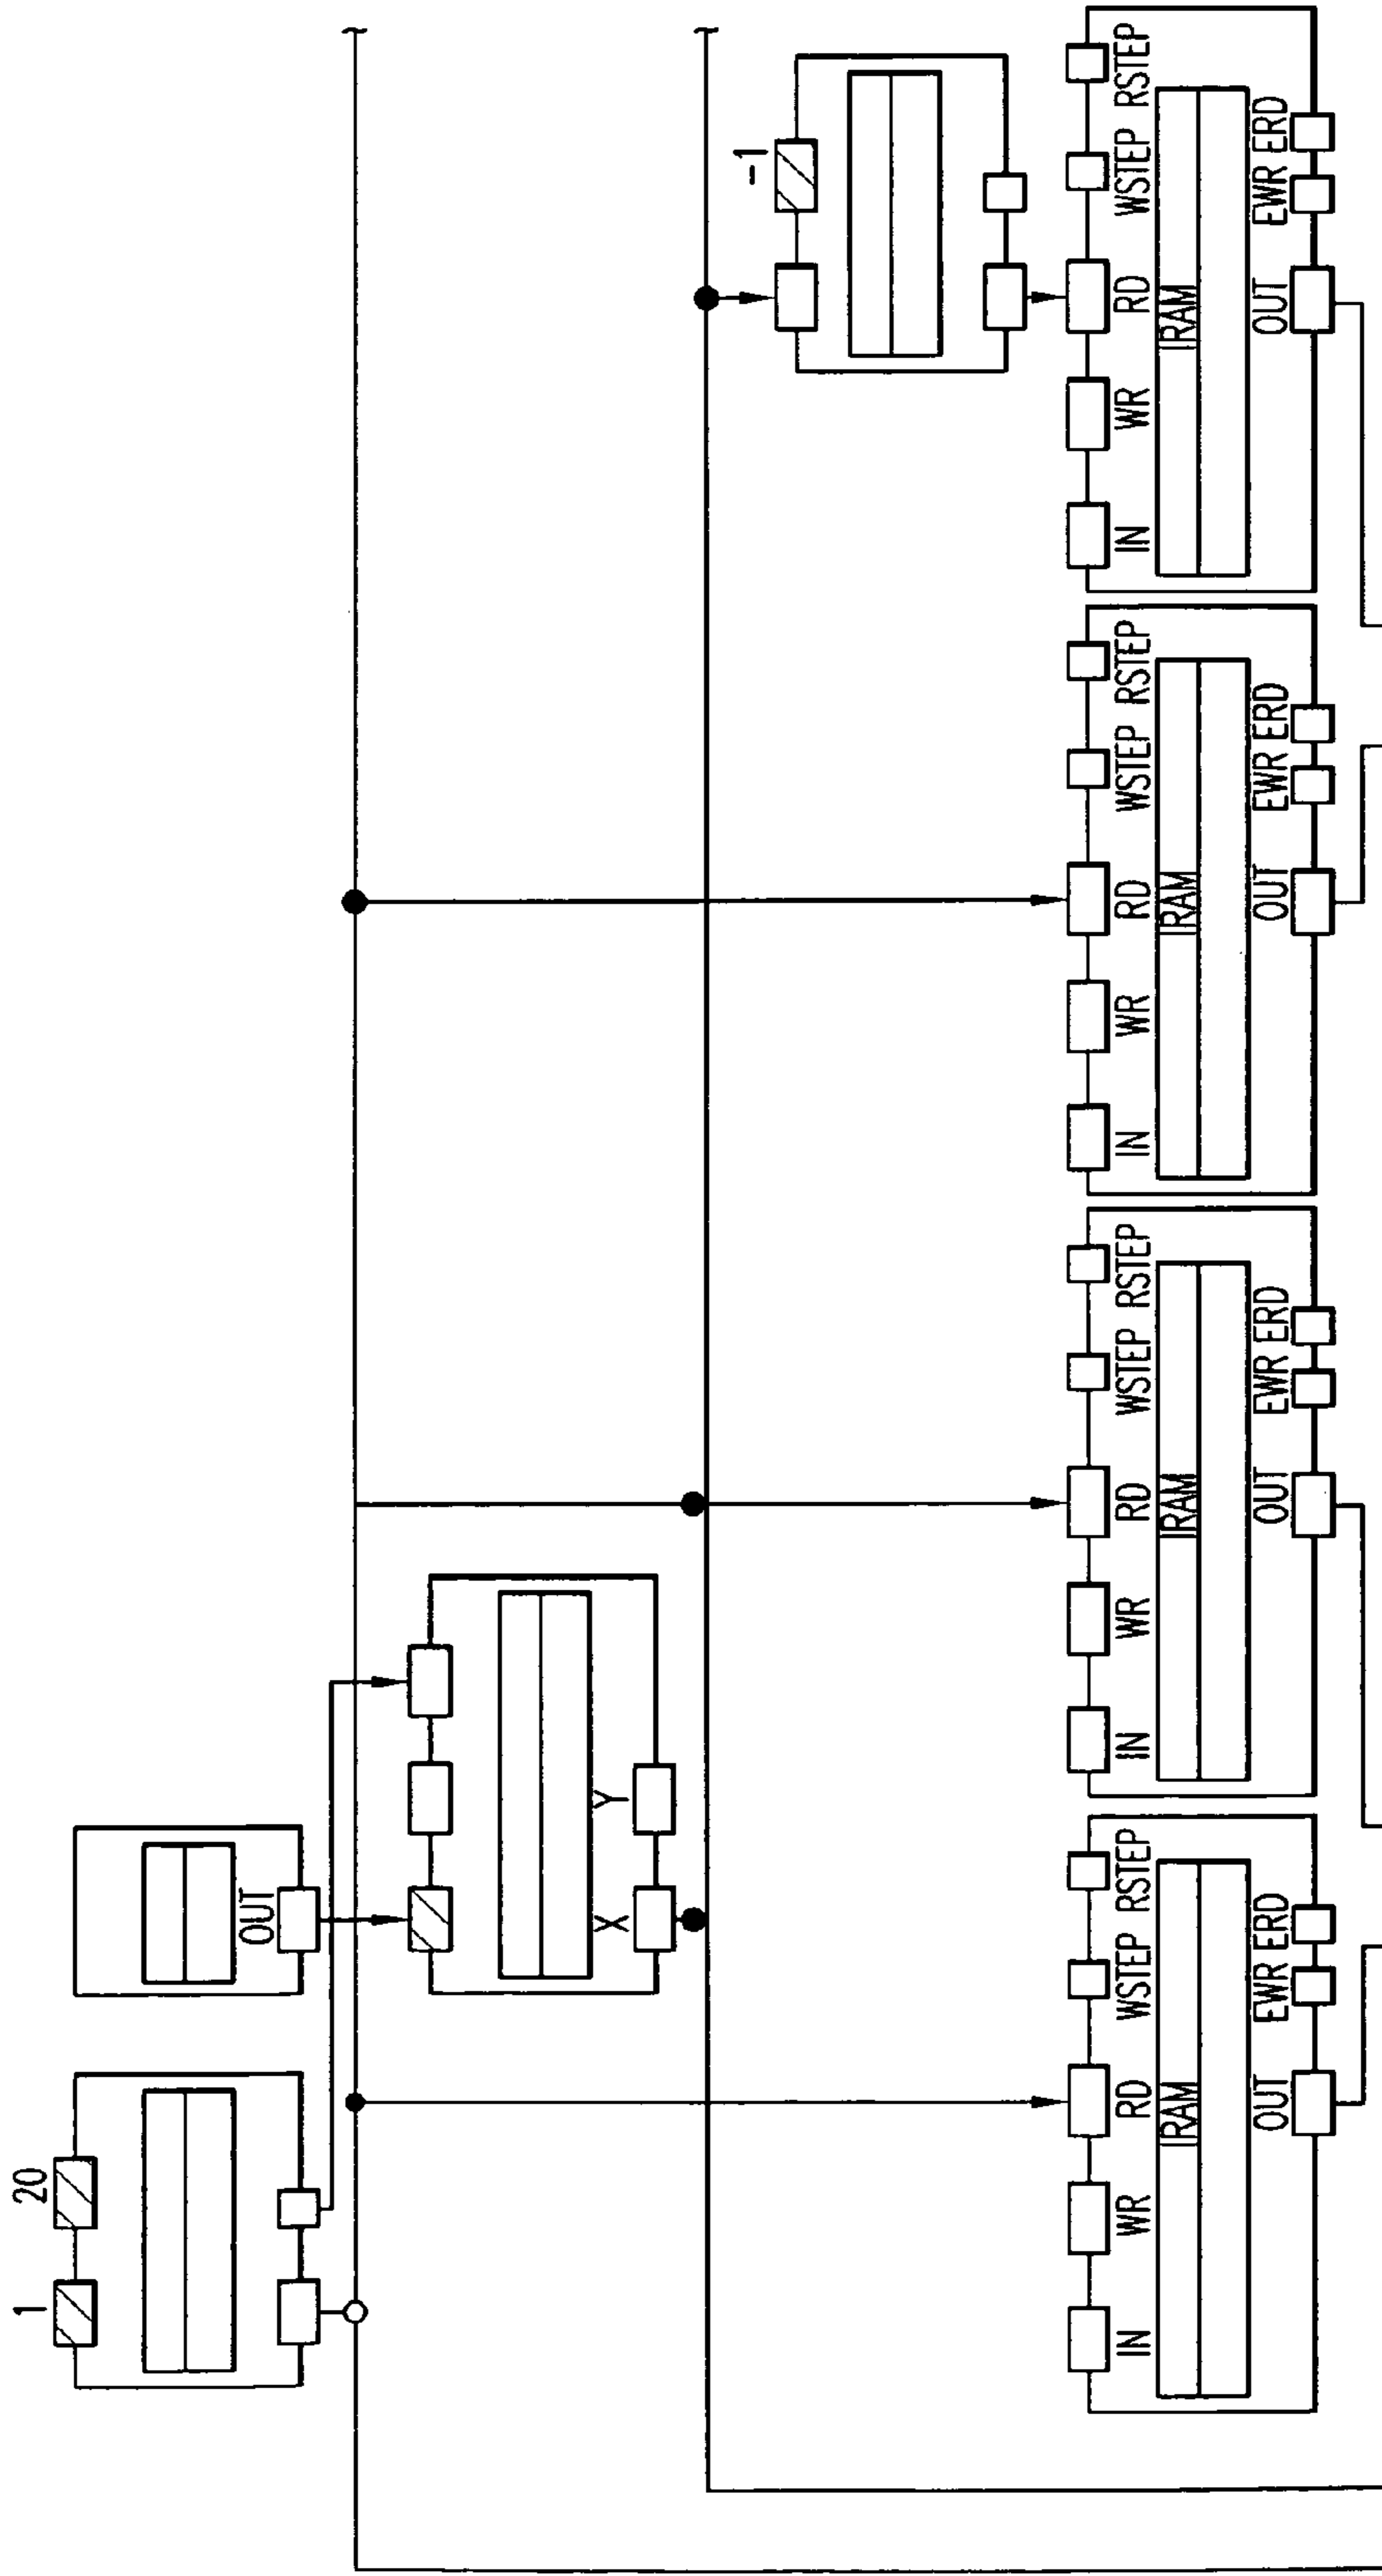 1 20
OUT
X Y
-1
IN WR RD WSTEP RSTEP IN WR RD WSTEP RSTEP IN WR RD WSTEP RSTEP IN WR RD WSTEP RSTEP
IRAM IRAM IRAM IRAM
OUT EWR ERD OUT EWR ERD OUT EWR ERD OUT EWR ERD